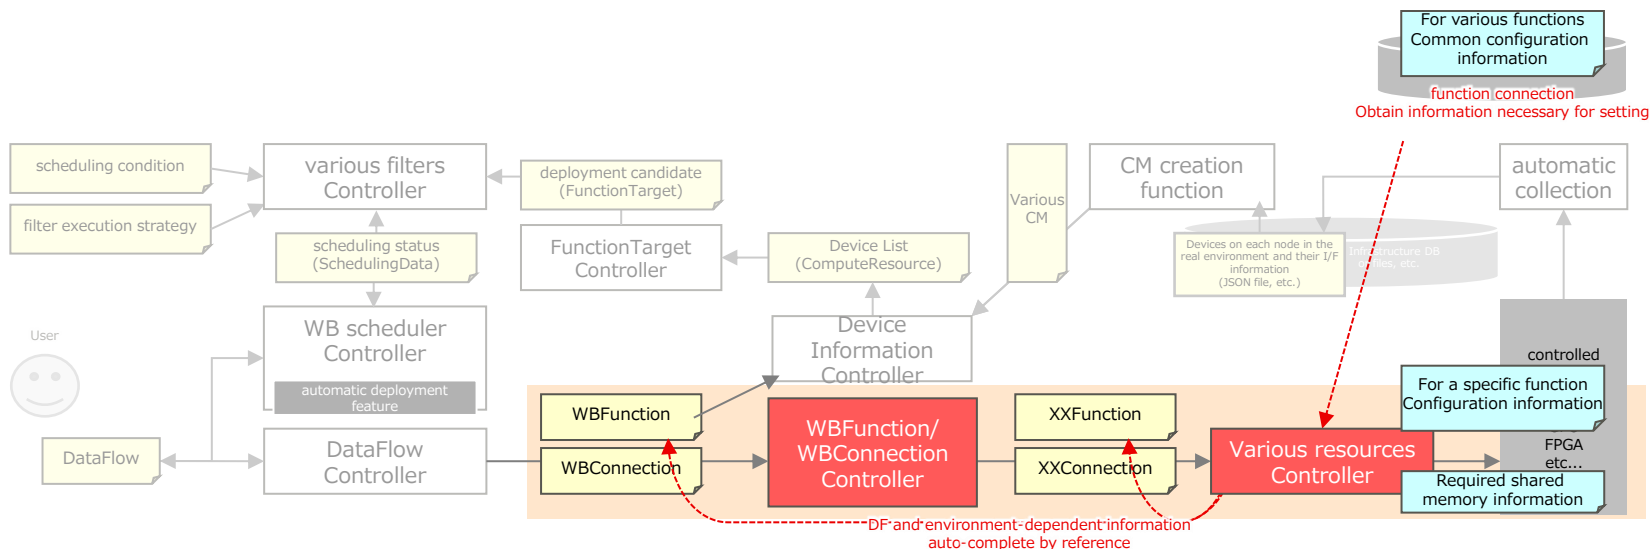 For various functions
Common configuration
information
function connection
Obtain information necessary for setting
scheduling condition
various filters
Controller
deployment candidate
(FunctionTarget)
Various
CM
CM creation
function
automatic
collection
filter execution strategy
scheduling status
(SchedulingData)
FunctionTarget
Controller
Device List
(ComputeResource)
Devices on each node in the
real environment and their I/F
information
(JSON file, etc.)
DB
files, etc.
User
WB scheduler
Controller
automatic deployment
feature
Device
Information
Controller
controlled
For a specific function
Configuration information
FPGA
etc...
Required shared
memory information
DataFlow
DataFlow
Controller
WBFunction
WBConnection
WBFunction/
WBConnection
Controller
XXFunction
XXConnection
Various resources
Controller
DF and environment-dependent information
auto-complete by reference